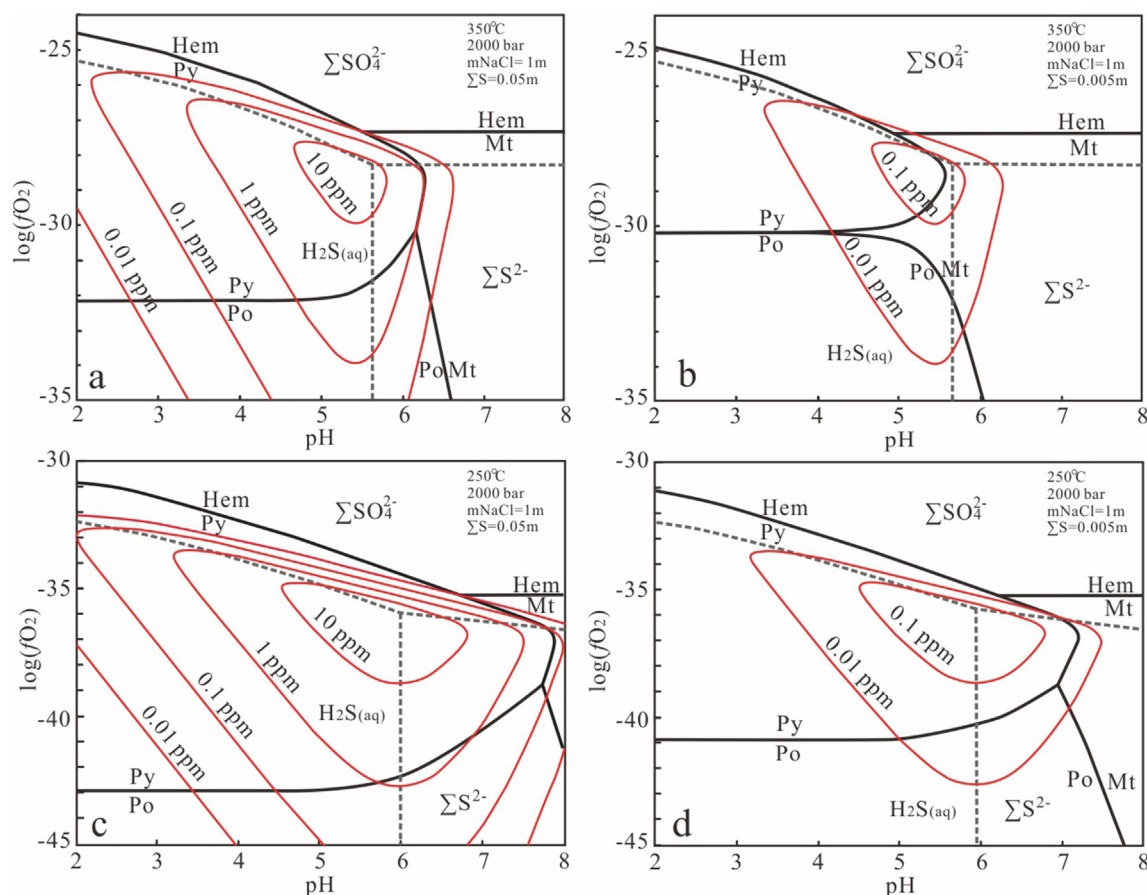 350℃
2000 bar
mNaCl= 1m
∑S=0.05m
-25
-30
-35
log(fO2)
Hem
Py
∑SO4 2-
Hem
Mt
10 ppm
1 ppm
0.1 ppm
0.01 ppm
H2S(aq)
∑S2-
Py
Po
Po Mt
a
2 3 4 5 6 7 8
pH
350℃
2000 bar
mNaCl= 1m
∑S=0.005m
-25
-30
-35
log(fO2)
Hem
Py
∑SO4 2-
Hem
Mt
0.1 ppm
Py
Po
0.01 ppm
Po Mt
∑S2-
H2S(aq)
b
2 3 4 5 6 7 8
pH
250℃
2000 bar
mNaCl=1m
∑S=0.05m
-30
-35
-40
-45
log(fO2)
Hem
Py
∑SO4 2-
Hem
Mt
10 ppm
1 ppm
0.1 ppm
0.01 ppm
H2S(aq)
Py
Po
∑S2-
c
2 3 4 5 6 7 8
pH
250℃
2000 bar
mNaCl=1m
∑S=0.005m
-30
-35
-40
-45
log(fO2)
Hem
Py
∑SO4 2-
Hem
Mt
0.1 ppm
0.01 ppm
Py
Po
Po Mt
H2S(aq)
∑S2-
d
2 3 4 5 6 7 8
pH